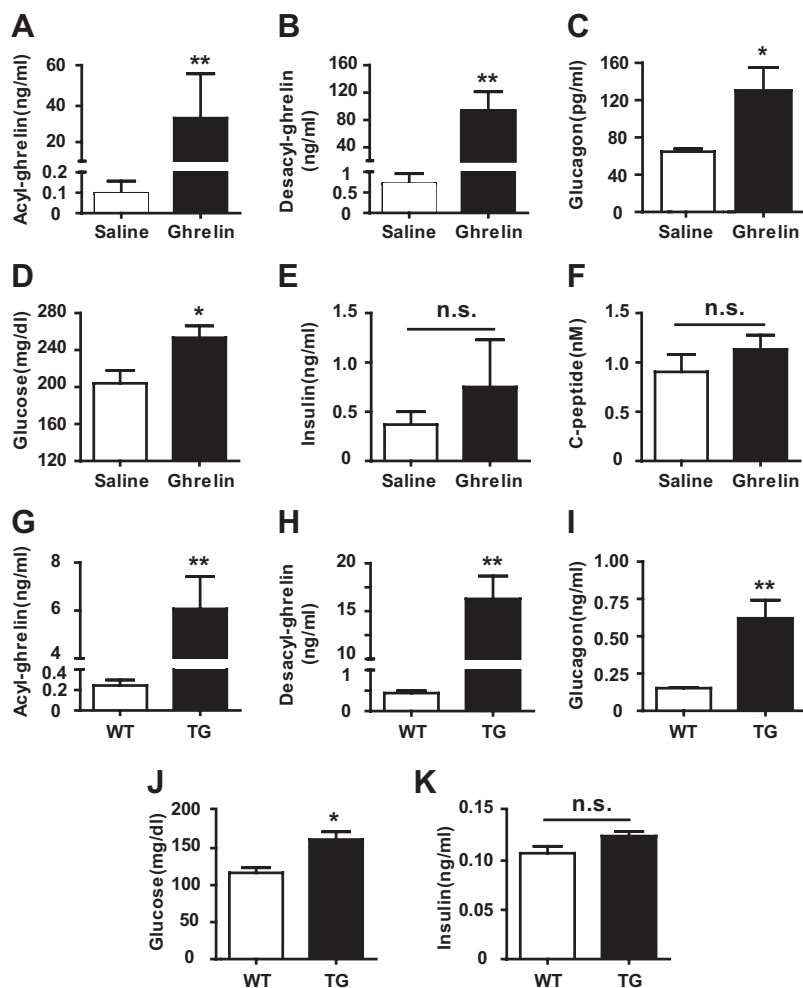 A
Acyl-ghrelin(ng/ml)
60
40
20
0.2
0.1
0
**
Saline
Ghrelin
B
Desacyl-ghrelin
(ng/ml)
160
120
80
40
1
0.5
0
**
Saline
Ghrelin
C
Glucagon(pg/ml)
160
120
80
40
0
*
Saline
Ghrelin
D
Glucose(mg/dl)
280
240
200
160
120
*
Saline
Ghrelin
E
Insulin(ng/ml)
1.5
1.0
0.5
0
n.s.
Saline
Ghrelin
F
C-peptide(nM)
1.5
1.0
0.5
0
n.s.
Saline
Ghrelin
G
Acyl-ghrelin(ng/ml)
8
6
4
0.4
0.2
0
**
WT
TG
H
Desacyl-ghrelin
(ng/ml)
20
15
10
1
0
**
WT
TG
I
Glucagon(ng/ml)
1.00
0.75
0.50
0.25
0
**
WT
TG
J
Glucose(mg/dl)
200
150
100
50
0
*
WT
TG
K
Insulin(ng/ml)
0.15
0.10
0.05
0
n.s.
WT
TG